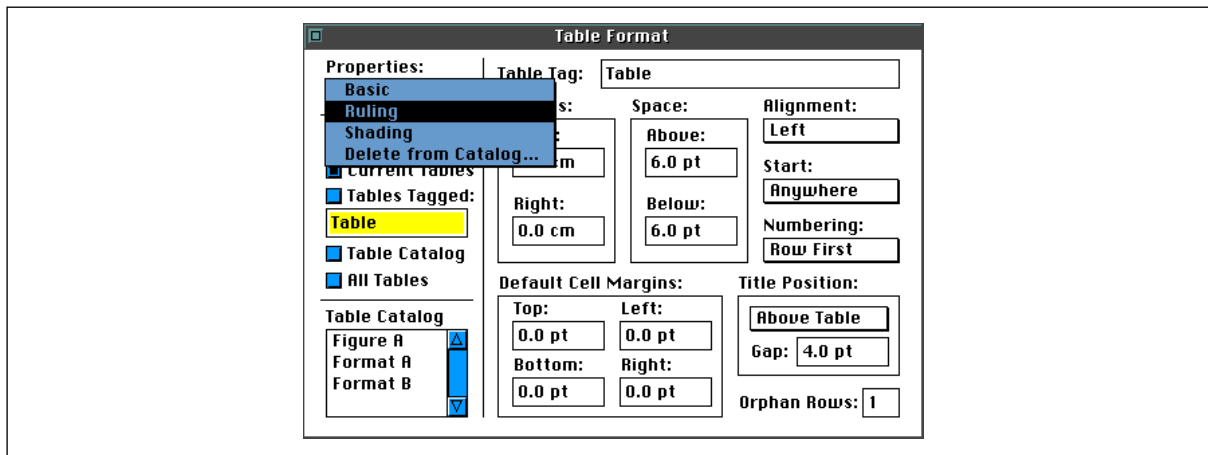 Table Format
Properties:
Basic
Ruling
Shading
Delete from Catalog...
Current Tables
Tables Tagged:
Table
Table Catalog
All Tables
Table Catalog
Figure A
Format A
Format B
Table Tag: Table
s:
cm
Right:
0.0 cm
Space:
Above:
6.0 pt
Below:
6.0 pt
Alignment:
Left
Start:
Anywhere
Numbering:
Row First
Default Cell Margins:
Top: Left:
0.0 pt 0.0 pt
Bottom: Right:
0.0 pt 0.0 pt
Title Position:
Above Table
Gap: 4.0 pt
Orphan Rows: 1